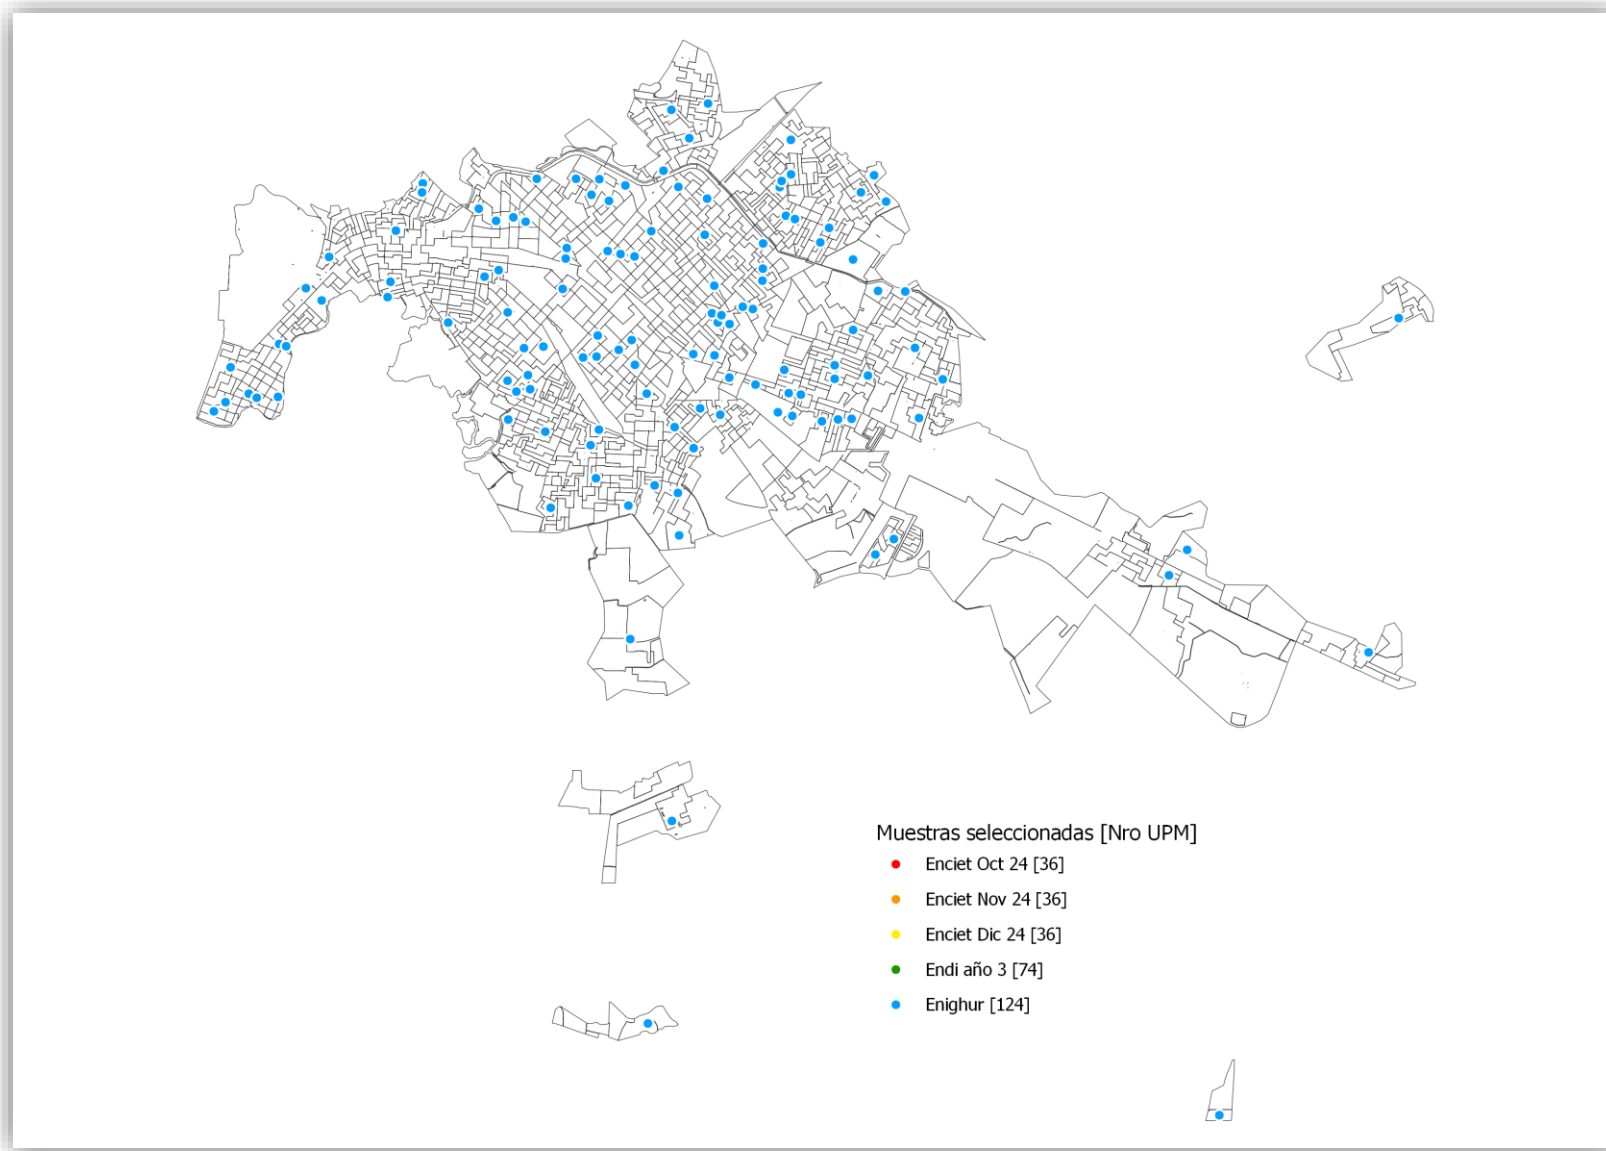 Muestras seleccionadas [Nro UPM]
Enciet Oct 24 [36]
Enciet Nov 24 [36]
Enciet Dic 24 [36]
Endi año 3 [74]
Enighur [124]